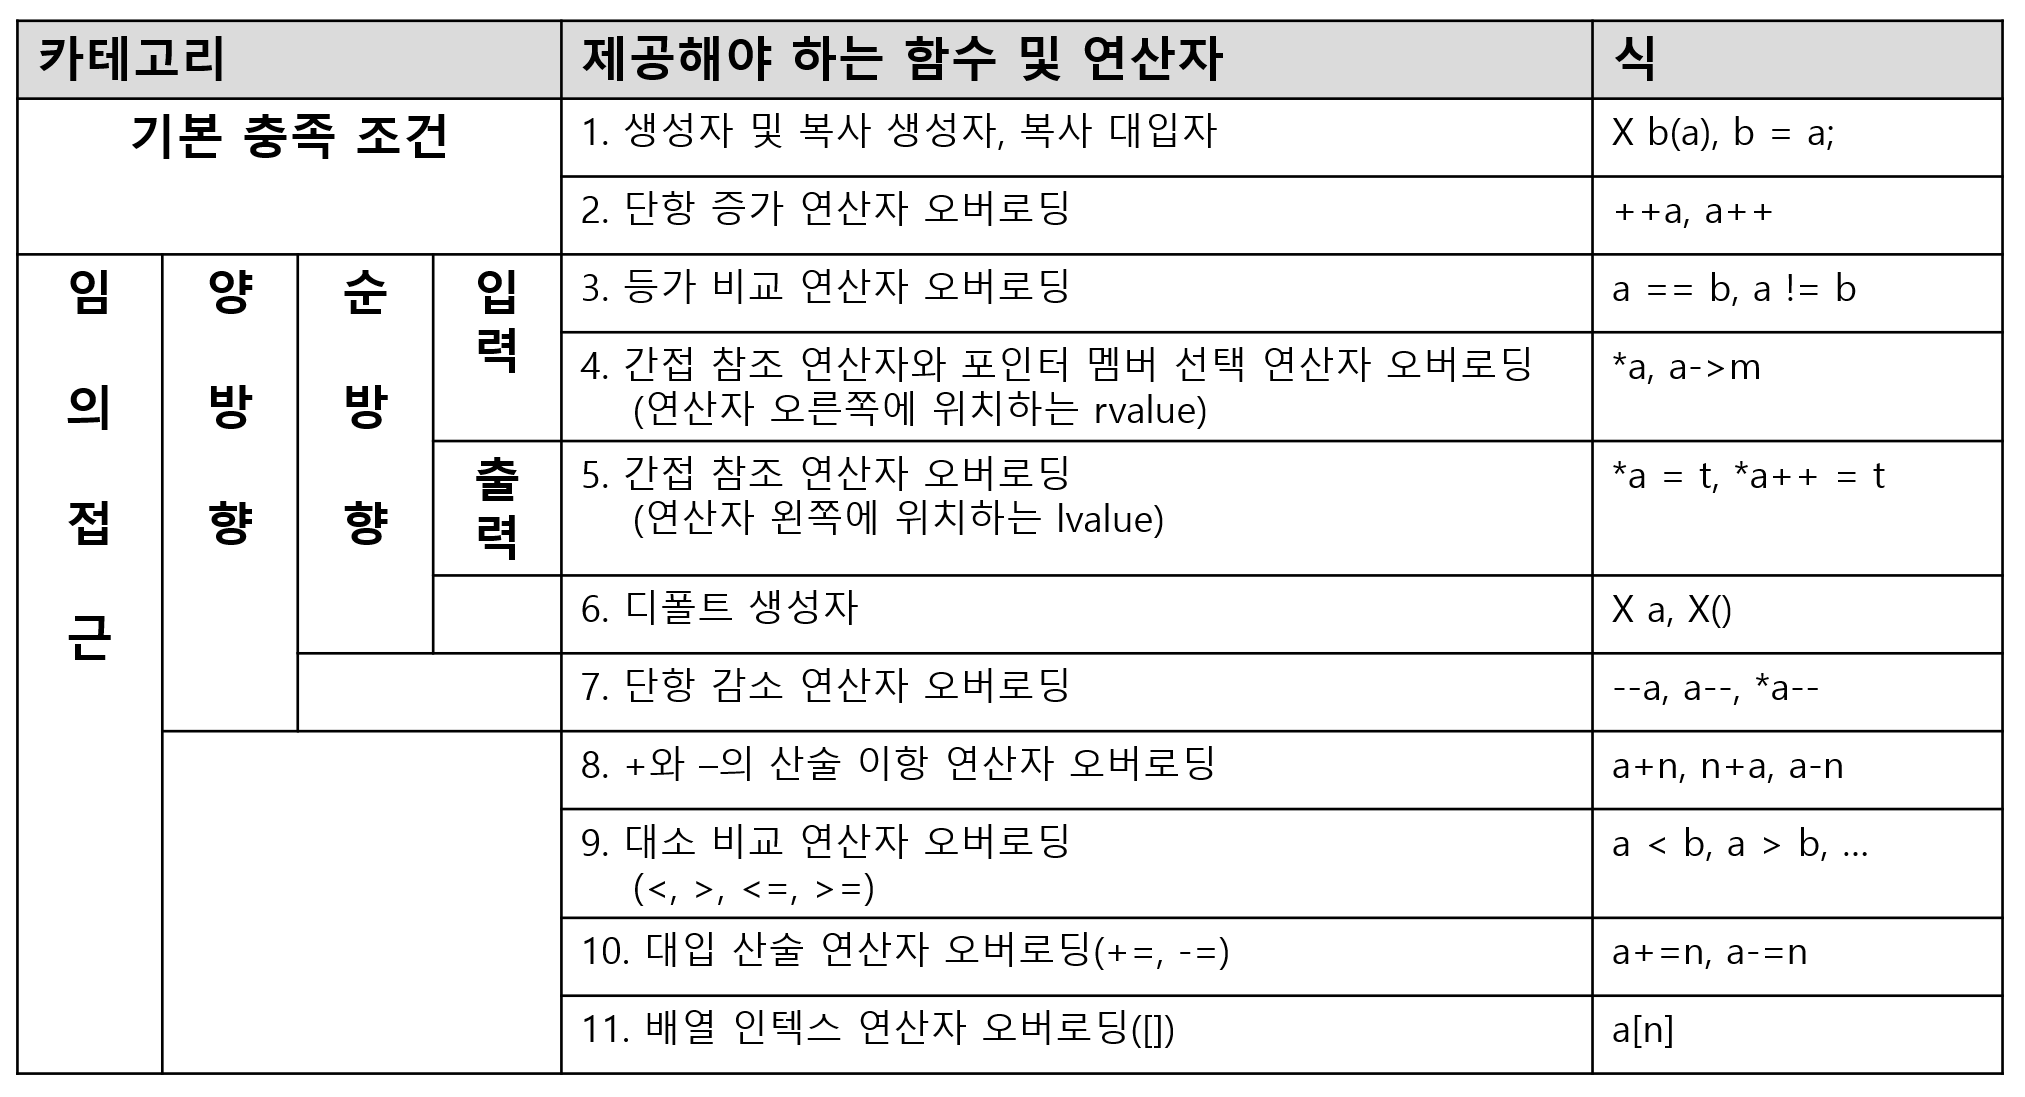 카테고리
제공해야 하는 함수 및 연산자
식
기본 충족 조건
1. 생성자 및 복사 생성자, 복사 대입자
X b(a), b = a;
2. 단항 증가 연산자 오버로딩
++a, a++
임
의
접
근
양
방
향
순
방
향
입
력
3. 등가 비교 연산자 오버로딩
a == b, a != b
4. 간접 참조 연산자와 포인터 멤버 선택 연산자 오버로딩
(연산자 오른쪽에 위치하는 rvalue)
*a, a->m
출
력
5. 간접 참조 연산자 오버로딩
(연산자 왼쪽에 위치하는 lvalue)
*a = t, *a++ = t
6. 디폴트 생성자
X a, X()
7. 단항 감소 연산자 오버로딩
--a, a--, *a--
8. +와 –의 산술 이항 연산자 오버로딩
a+n, n+a, a-n
9. 대소 비교 연산자 오버로딩
(<, >, <=, >=)
a < b, a > b, ...
10. 대입 산술 연산자 오버로딩(+=, -=)
a+=n, a-=n
11. 배열 인텍스 연산자 오버로딩([])
a[n]